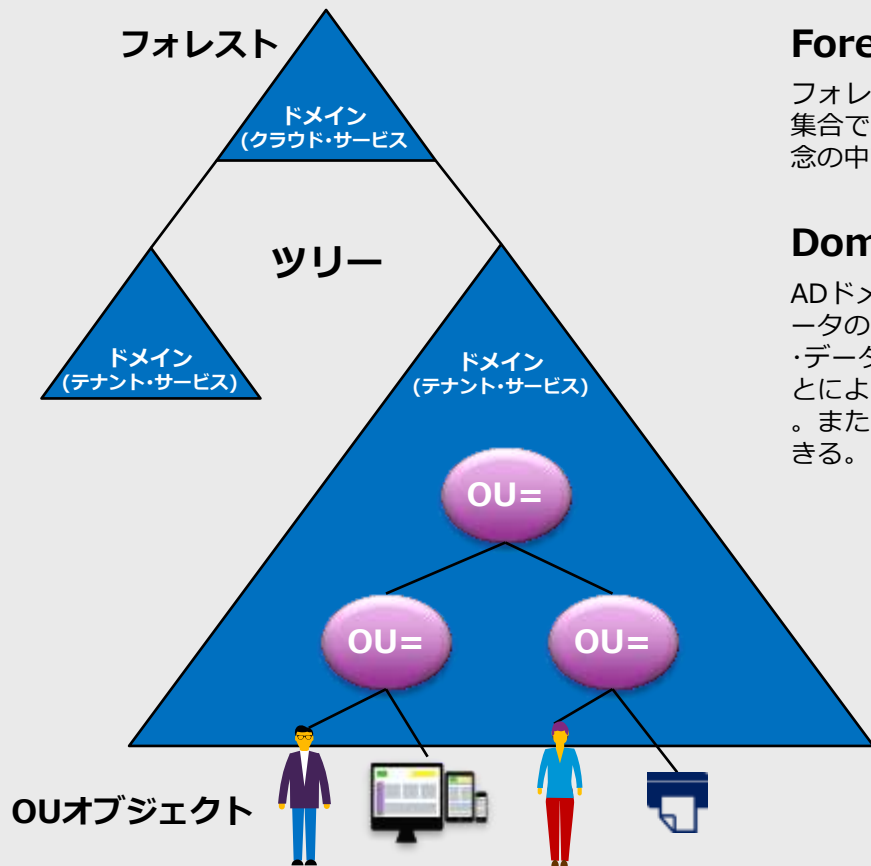 フォレスト
ドメイン
(クラウド・サービス
ツリー
ドメイン
(テナント・サービス)
ドメイン
(テナント・サービス)
OU=
OU=
OU=
OUオブジェクト
Fore
フォレ
集合で
念の中
Dom
ADドメ
ータの
・データ
とによ
。また
きる。